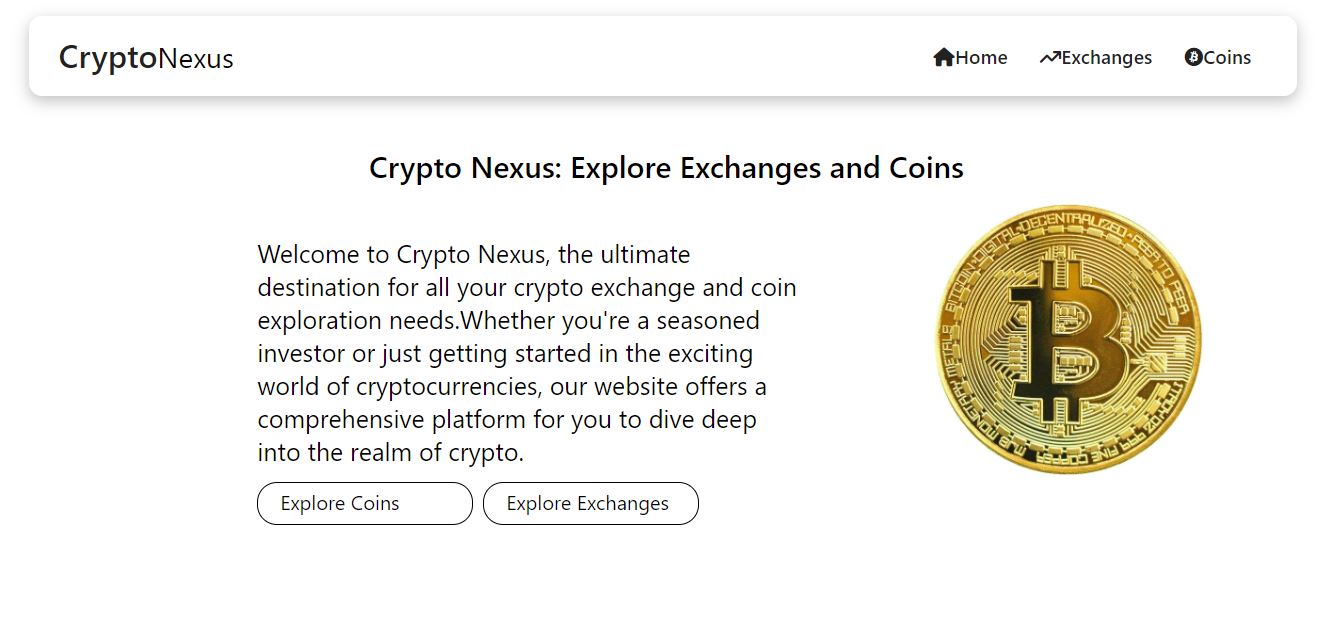 CryptoNexus
Home Exchanges Coins
Crypto Nexus: Explore Exchanges and Coins
Welcome to Crypto Nexus, the ultimate
destination for all your crypto exchange and coin
exploration needs.Whether you're a seasoned
investor or just getting started in the exciting
world of cryptocurrencies, our website offers a
comprehensive platform for you to dive deep
into the realm of crypto.
Explore Coins Explore Exchanges
BITCOIN DIGITAL DECENTRALIZED PEER TO PEER